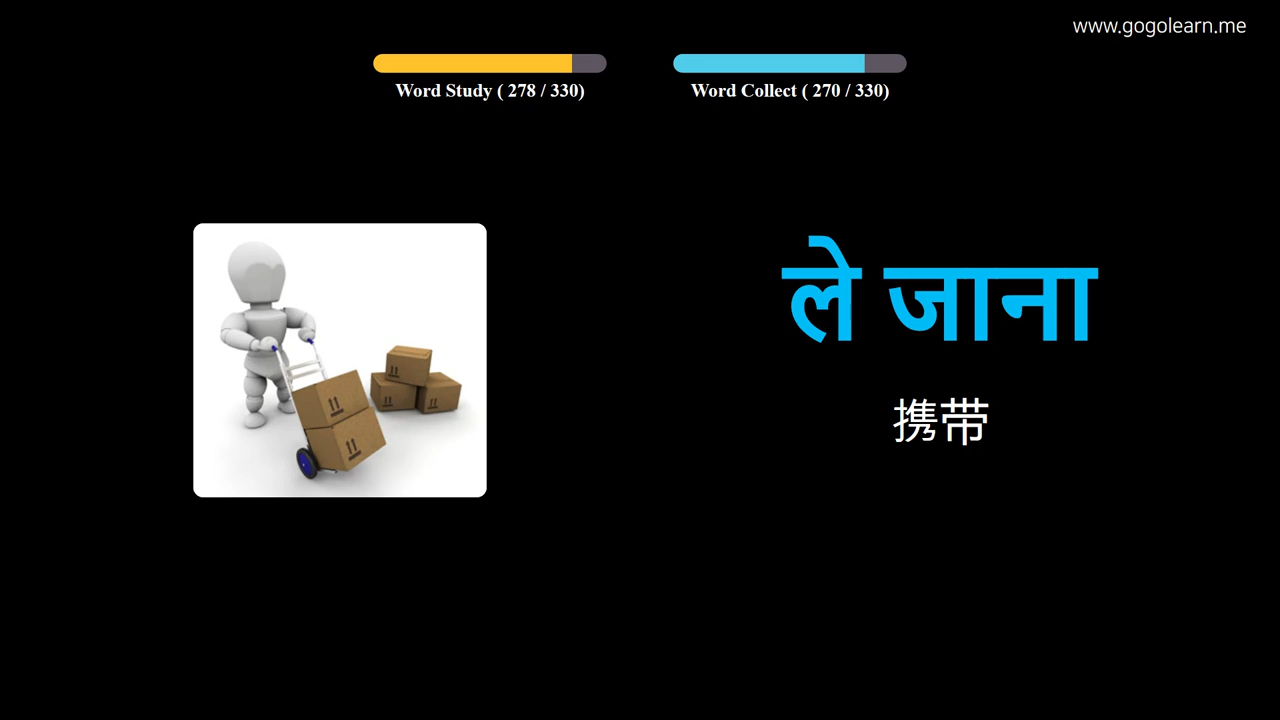 www.gogolearn.me
Word Study ( 278 / 330)
Word Collect ( 270 / 330)
ले जाना
携带